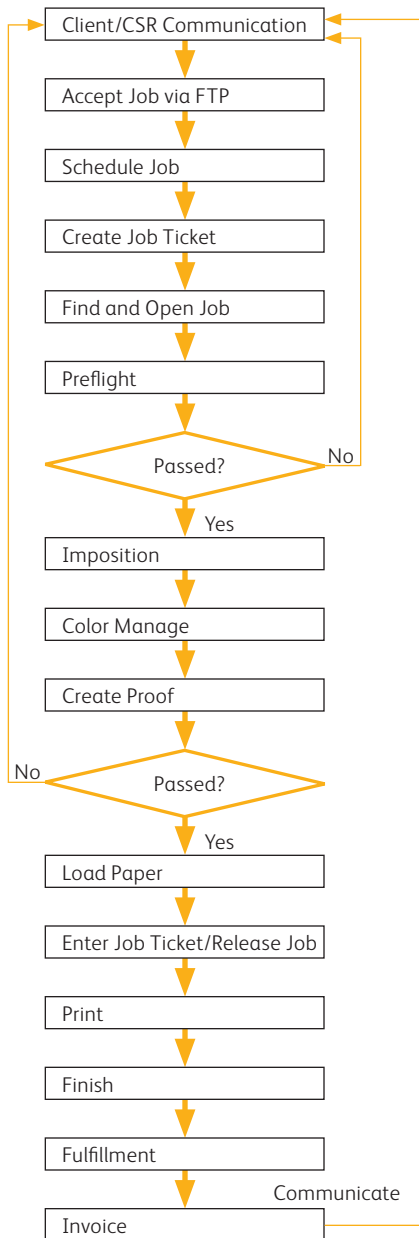 Client/CSR Communication
Accept Job via FTP
Schedule Job
Create Job Ticket
Find and Open Job
Preflight
Passed?
No
Yes
Imposition
Color Manage
Create Proof
No
Passed?
Yes
Load Paper
Enter Job Ticket/Release Job
Print
Finish
Fulfillment
Communicate
Invoice